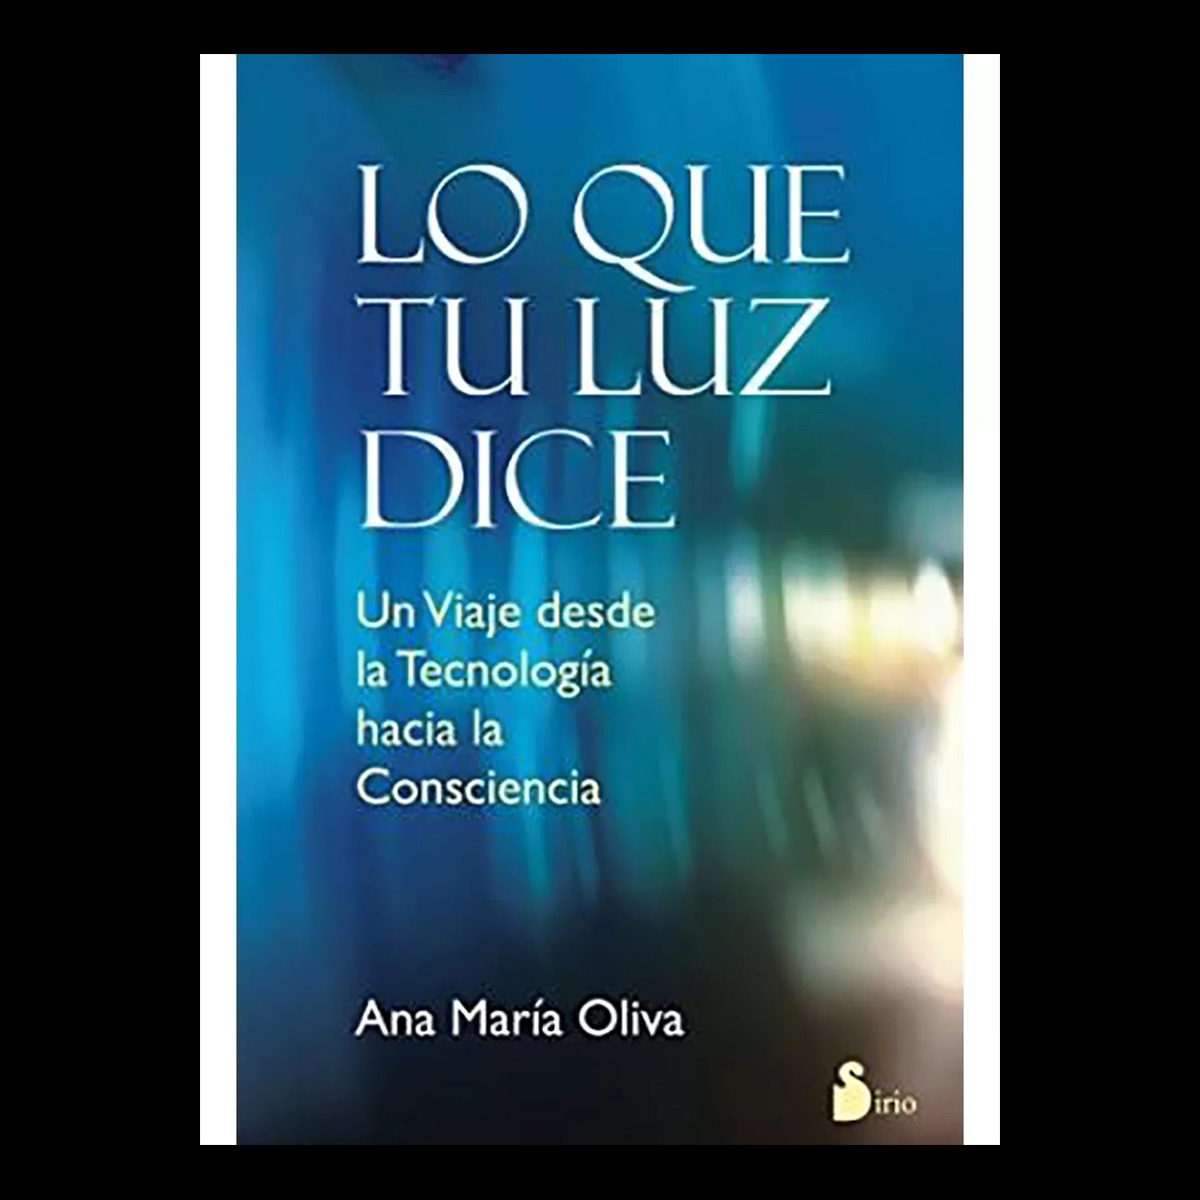 LO QUE
TU LUZ
DICE
Un Viaje desde
la Tecnología
hacia la
Consciencia
Ana María Oliva
Sirio